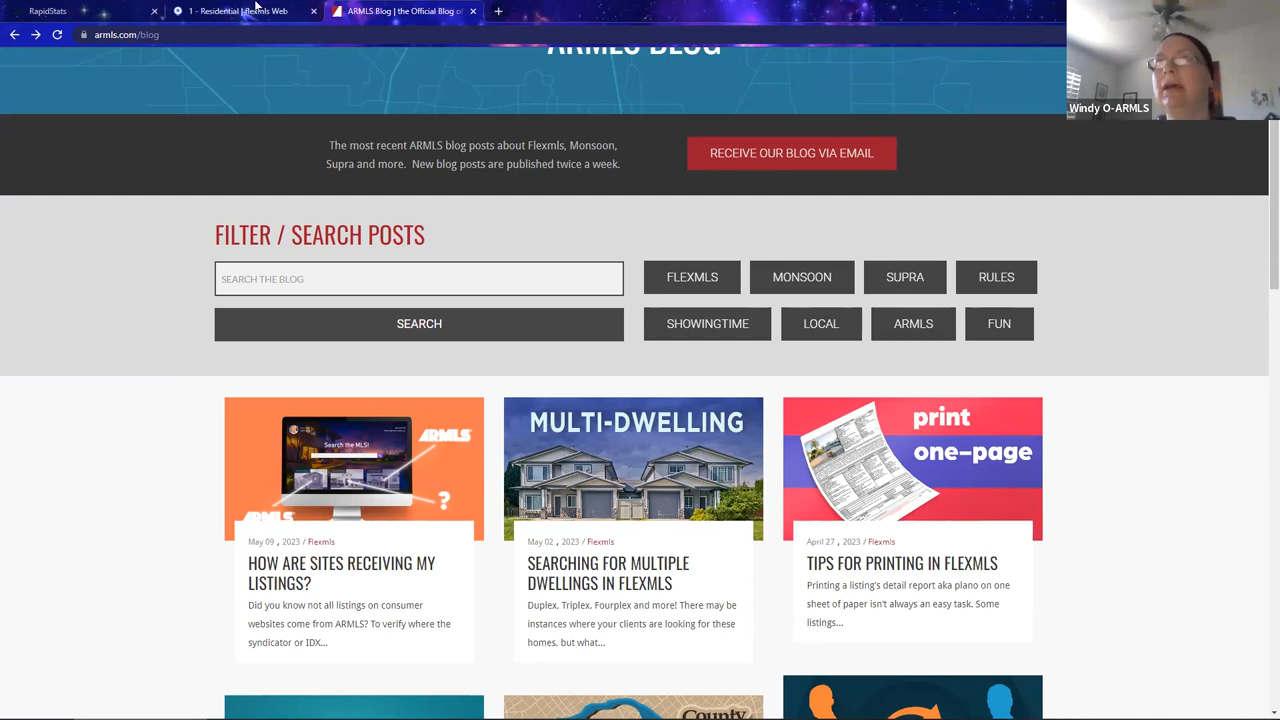 RapidStats
1 - Residential | flexmls Web
ARMLS Blog | the Official Blog of
armls.com/blog
Windy O-ARMLS
ARMLS BLOG
The most recent ARMLS blog posts about Flexmls, Monsoon,
Supra and more. New blog posts are published twice a week.
RECEIVE OUR BLOG VIA EMAIL
FILTER / SEARCH POSTS
SEARCH THE BLOG
SEARCH
FLEXMLS
MONSOON
SUPRA
RULES
SHOWINGTIME
LOCAL
ARMLS
FUN
Search the MLS!
ARMLS
?
ARMLS
May 09 , 2023 / Flexmls
HOW ARE SITES RECEIVING MY
LISTINGS?
Did you know not all listings on consumer
websites come from ARMLS? To verify where the
syndicator or IDX...
MULTI-DWELLING
May 02 , 2023 / Flexmls
SEARCHING FOR MULTIPLE
DWELLINGS IN FLEXMLS
Duplex, Triplex, Fourplex and more! There may be
instances where your clients are looking for these
homes, but what...
print
one-page
April 27 , 2023 / Flexmls
TIPS FOR PRINTING IN FLEXMLS
Printing a listing's detail report aka plano on one
sheet of paper isn't always an easy task. Some
listings...
County